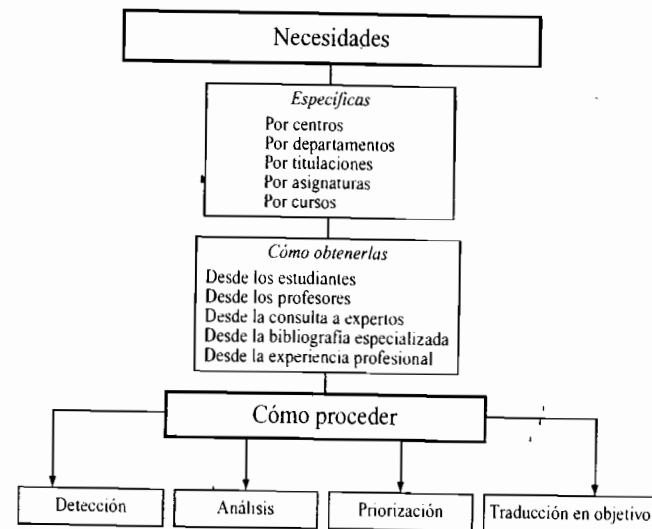 Necesidades
Específicas
Por centros
Por departamentos
Por titulaciones
Por asignaturas
Por cursos
Cómo obtenerlas
Desde los estudiantes
Desde los profesores
Desde la consulta a expertos
Desde la bibliografía especializada
Desde la experiencia profesional
Cómo proceder
Detección
Análisis
Priorización
Traducción en objetivo